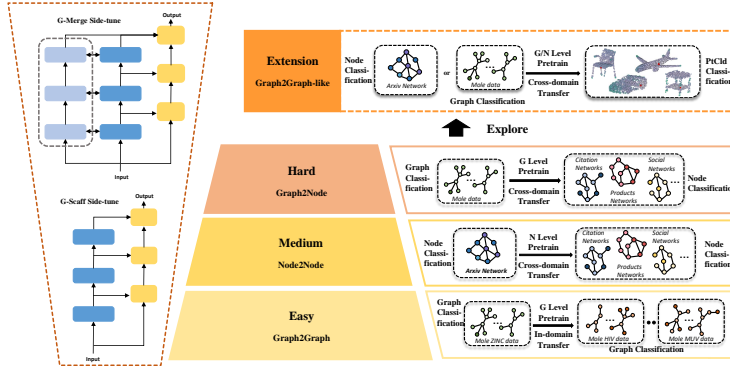 G-Merge Side-tune
Output
Input
G-Scaff Side-tune
Output
Input
Extension
Graph2Graph-like
Node
Classi-
fication
Arxiv Network
or
Mole data
Graph Classification
G/N Level
Pretrain
Cross-domain
Transfer
PtCld
Classi-
fication
Explore
Hard
Graph2Node
Graph
Classi-
fication
Mole data
G Level
Pretrain
Cross-domain
Transfer
Citation
Networks
Products
Networks
Social
Networks
Node
Classification
Medium
Node2Node
Node
Classi-
fication
Arxiv Network
N Level
Pretrain
Cross-domain
Transfer
Citation
Networks
Products
Networks
Social
Networks
Node
Classi-
fication
Easy
Graph2Graph
Graph
Classi-
fication
Mole ZINC data
G Level
Pretrain
In-domain
Transfer
Mole HIV data
Mole MUV data
Graph Classification